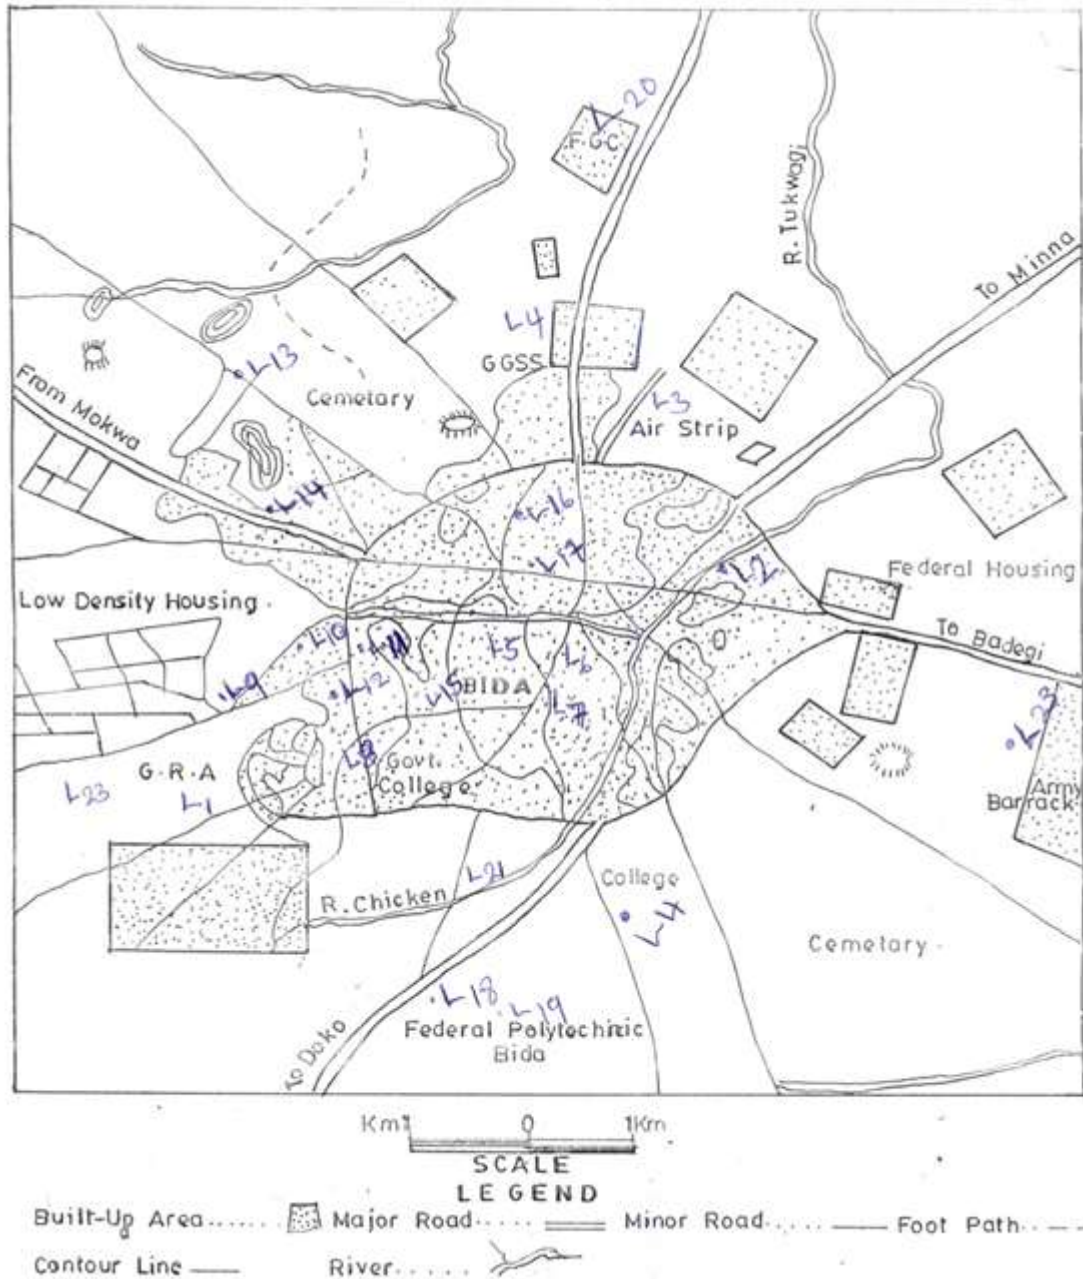 L20
F G C
R. Tukwagi
To Minna
L4
GGSS
L13
L3
Cemetary
Air Strip
From Mokwa
L14
L16
L17
L2
Federal Housing
Low Density Housing
To Badegi
L10
L11
L5
L6
L9
L12
L15
BIDA
L7
L23
L8
Govt.
College
G.R.A
L23
L1
Army
Barrack
L21
College
R. Chicken
L4
Cemetary
L18
L19
Federal Polytechnic
Bida
To Doko
Km1 0 1Km
SCALE
LEGEND
Built-Up Area...... Major Road..... Minor Road..... Foot Path
Contour Line River.....